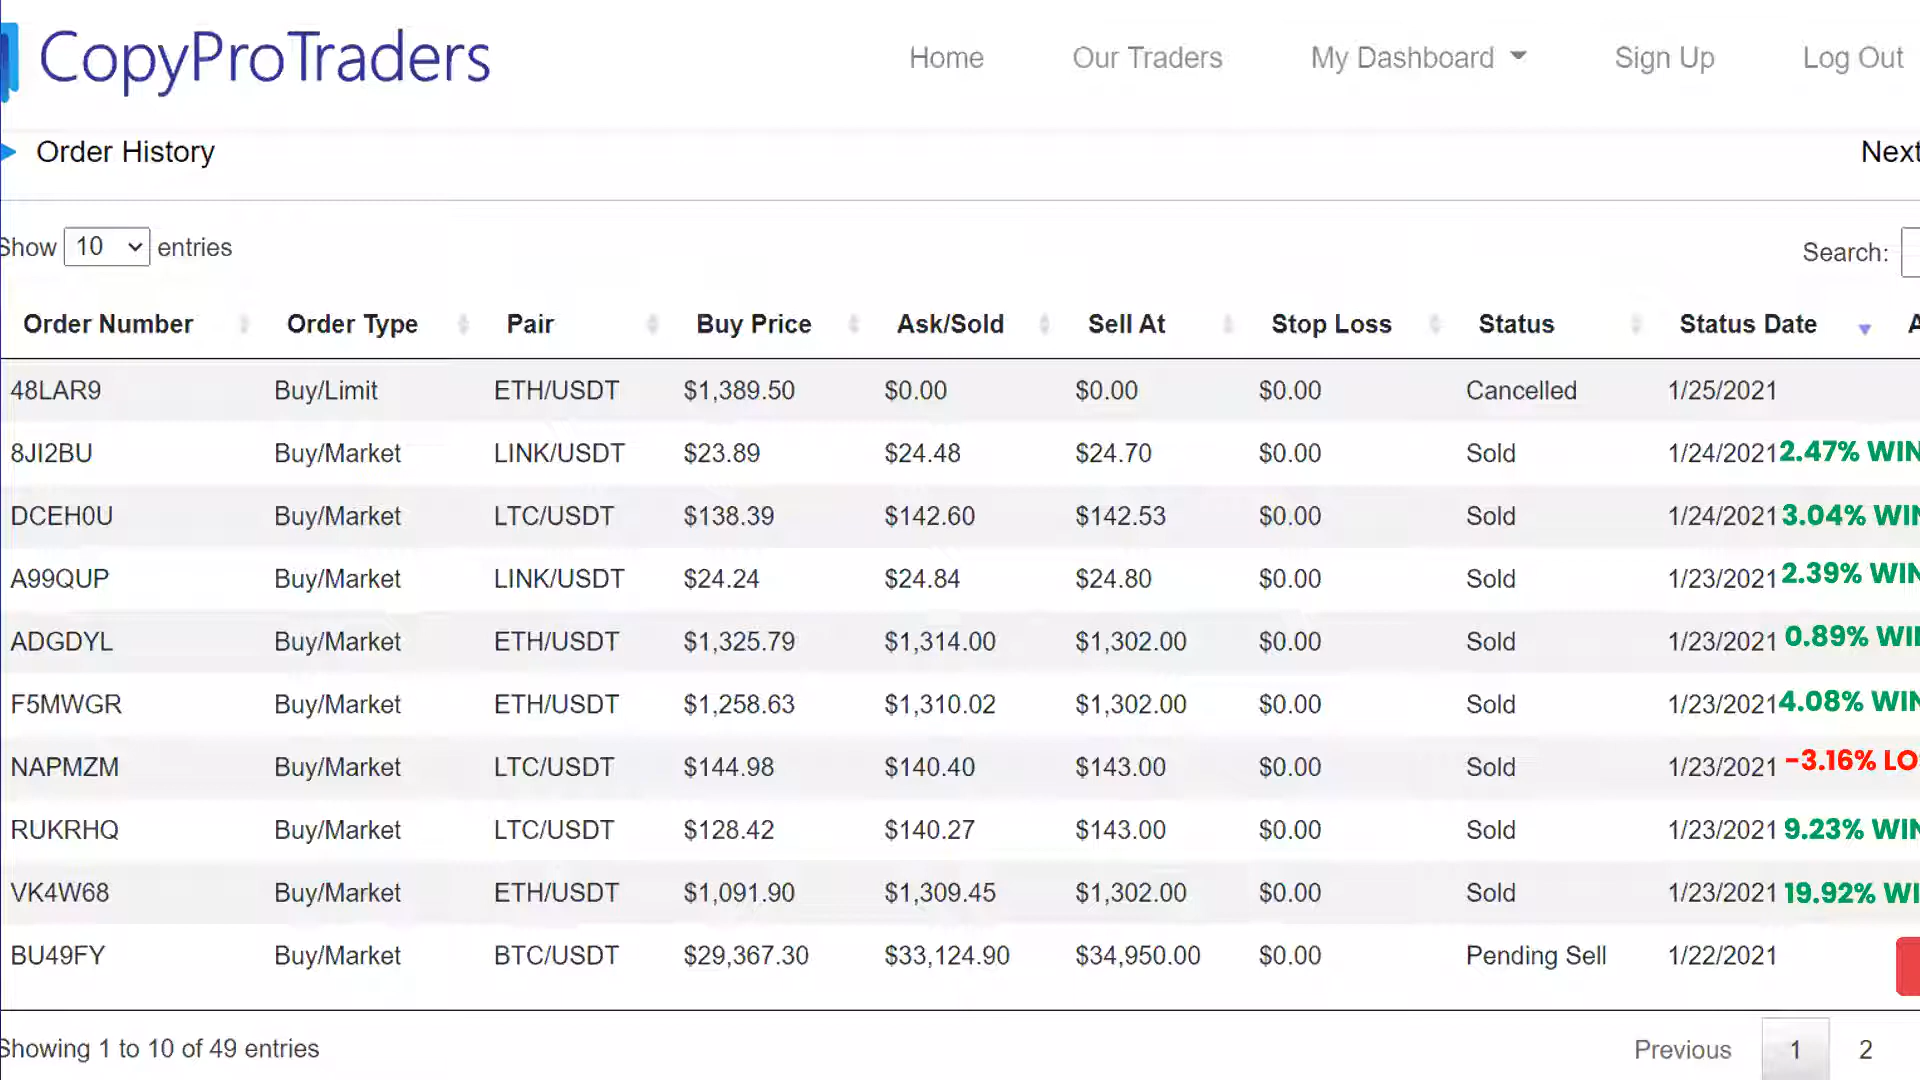 CopyProTraders Home Our Traders My Dashboard Sign Up Log Out
Order History Next
Show 10 entries Search:
Order Number Order Type Pair Buy Price Ask/Sold Sell At Stop Loss Status Status Date A
48LAR9 Buy/Limit ETH/USDT $1,389.50 $0.00 $0.00 $0.00 Cancelled 1/25/2021
8JI2BU Buy/Market LINK/USDT $23.89 $24.48 $24.70 $0.00 Sold 1/24/2021 2.47% WIN
DCEH0U Buy/Market LTC/USDT $138.39 $142.60 $142.53 $0.00 Sold 1/24/2021 3.04% WIN
A99QUP Buy/Market LINK/USDT $24.24 $24.84 $24.80 $0.00 Sold 1/23/2021 2.39% WIN
ADGDYL Buy/Market ETH/USDT $1,325.79 $1,314.00 $1,302.00 $0.00 Sold 1/23/2021 0.89% WI
F5MWGR Buy/Market ETH/USDT $1,258.63 $1,310.02 $1,302.00 $0.00 Sold 1/23/2021 4.08% WIN
NAPMZM Buy/Market LTC/USDT $144.98 $140.40 $143.00 $0.00 Sold 1/23/2021 -3.16% LO
RUKRHQ Buy/Market LTC/USDT $128.42 $140.27 $143.00 $0.00 Sold 1/23/2021 9.23% WIN
VK4W68 Buy/Market ETH/USDT $1,091.90 $1,309.45 $1,302.00 $0.00 Sold 1/23/2021 19.92% WI
BU49FY Buy/Market BTC/USDT $29,367.30 $33,124.90 $34,950.00 $0.00 Pending Sell 1/22/2021
Showing 1 to 10 of 49 entries Previous 1 2